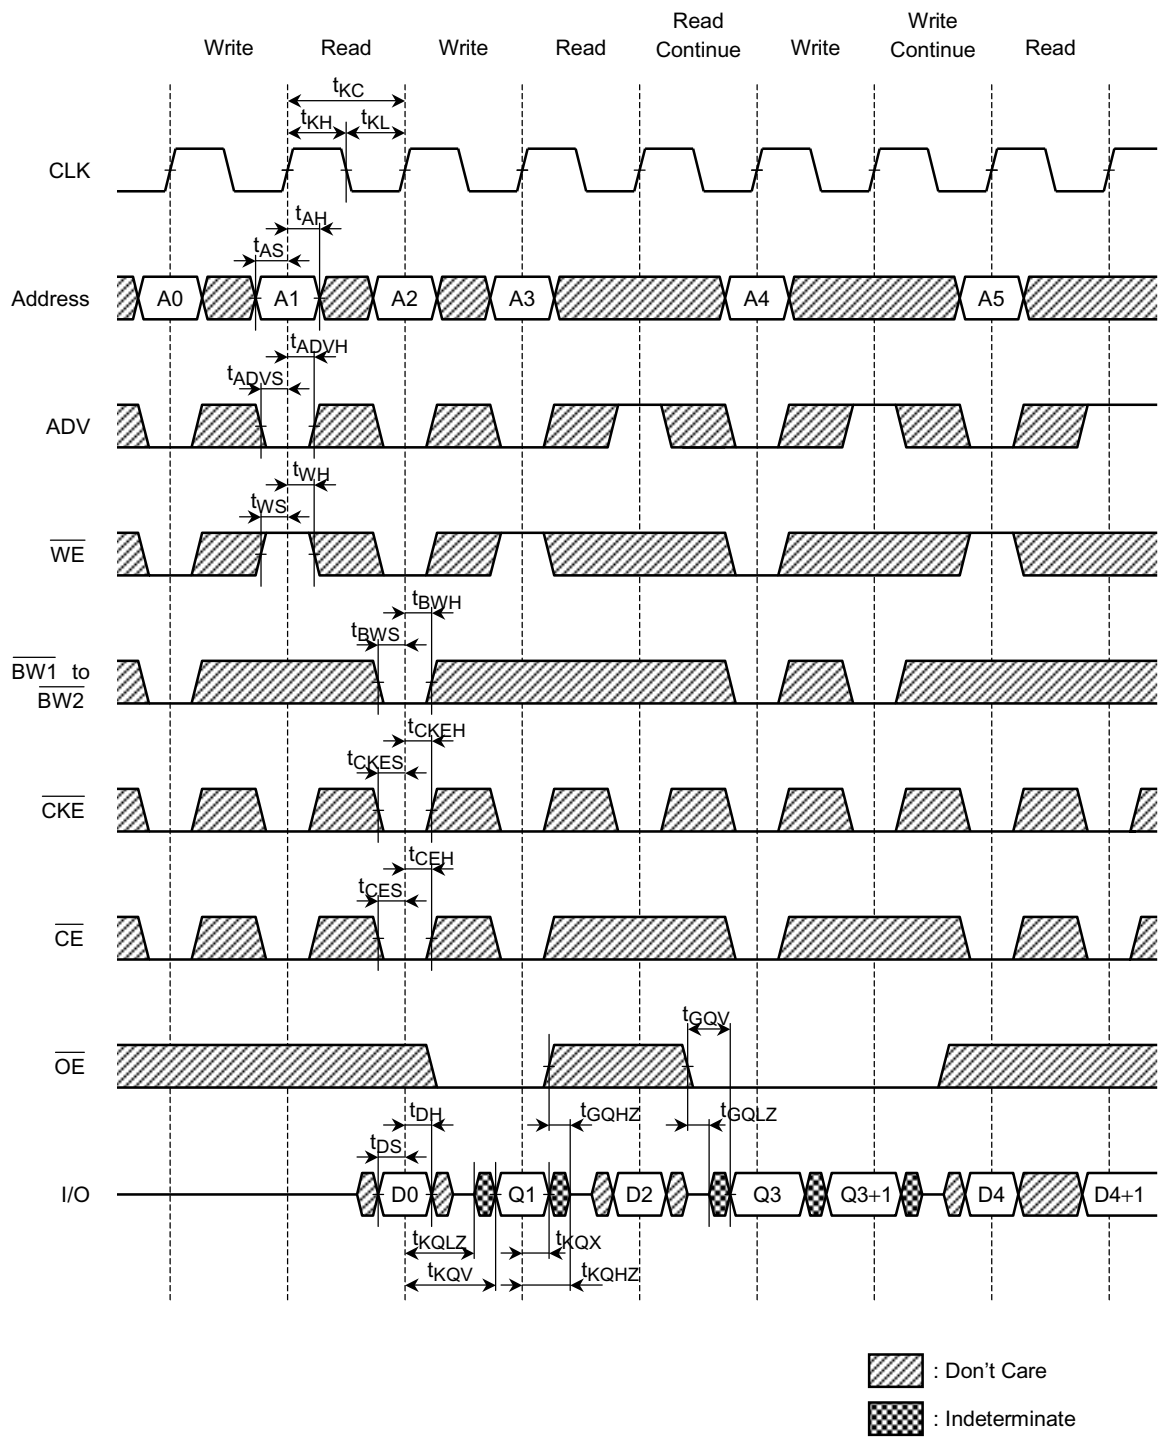 Write Read Write Read Read Continue Write Write Continue Read
tKC
tKH tKL
CLK
tAH
tAS
Address A0 A1 A2 A3 A4 A5
tADVH
tADVS
ADV
tWH
tWS
WE
tBWH
tBWS
BW1 to
BW2
tCKEH
tCKES
CKE
tCEH
tCES
CE
tGQV
OE
tDH tGQHZ tGQLZ
tDS
I/O D0 Q1 D2 Q3 Q3+1 D4 D4+1
tKQLZ tKQX
tKQV tKQHZ
: Don't Care
: Indeterminate